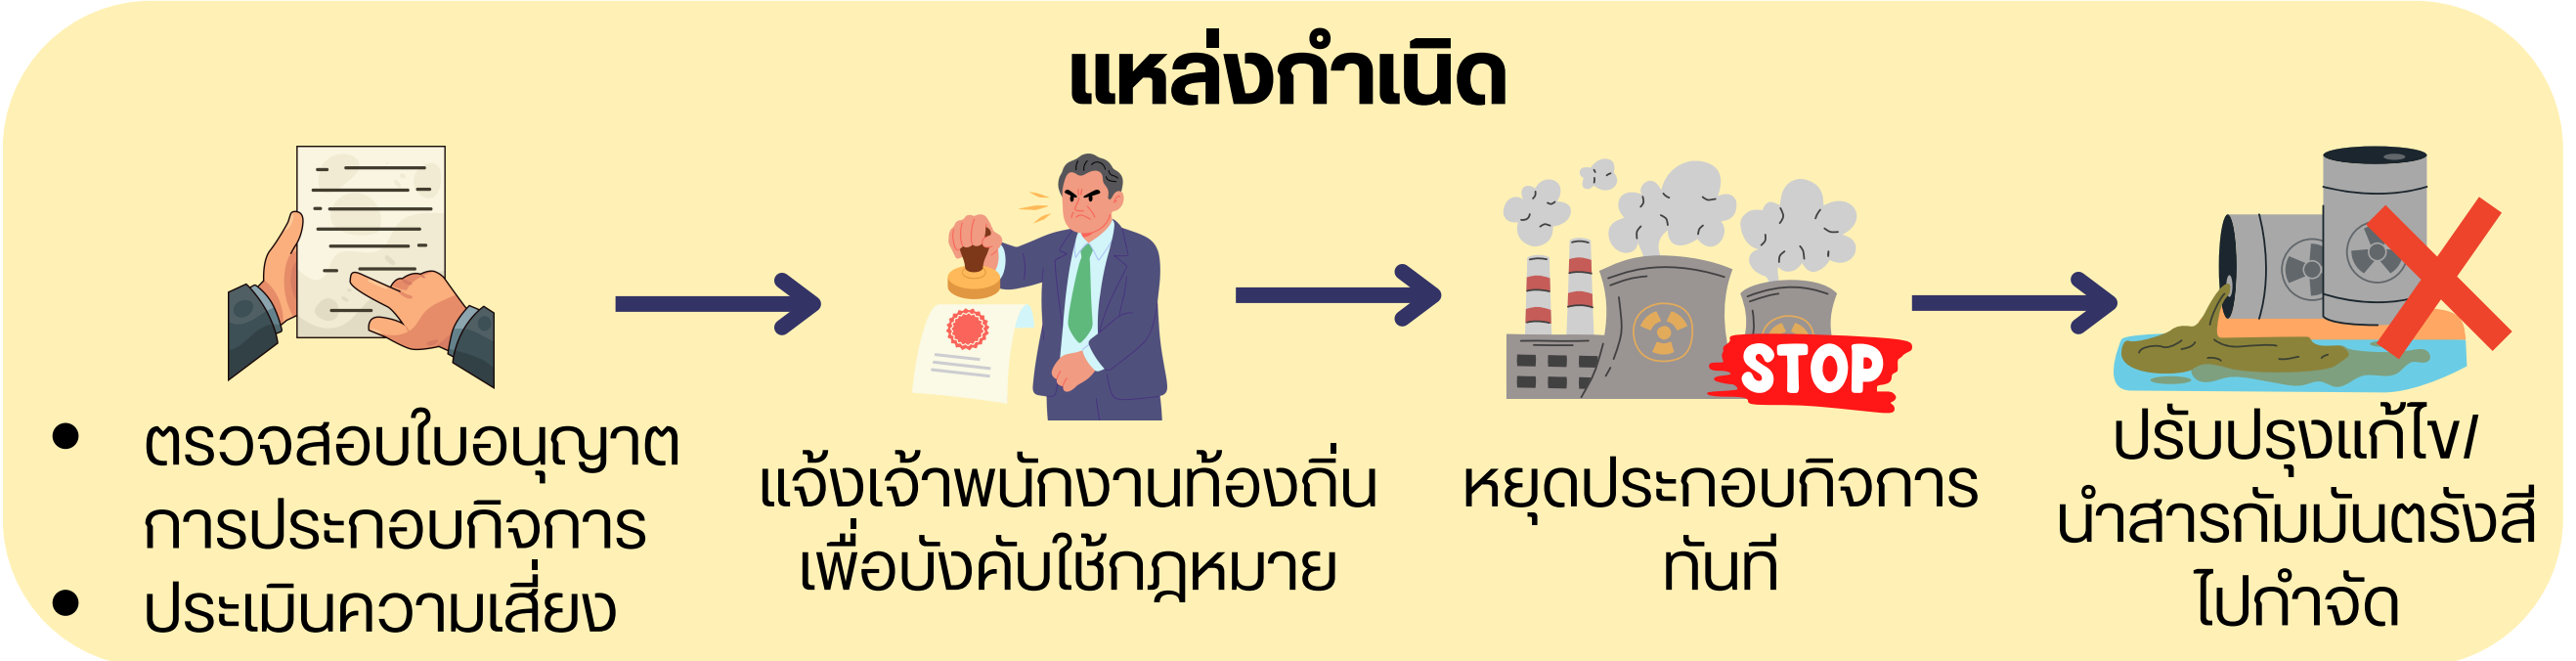 แหล่งกำเนิด
• ตรวจสอบใบอนุญาต
การประกอบกิจการ
• ประเมินความเสี่ยง
แจ้งเจ้าพนักงานท้องถิ่น
เพื่อบังคับใช้กฎหมาย
STOP
หยุดประกอบกิจการ
ทันที
ปรับปรุงแก้ไข/
นำสารกัมมันตรังสี
ไปกำจัด